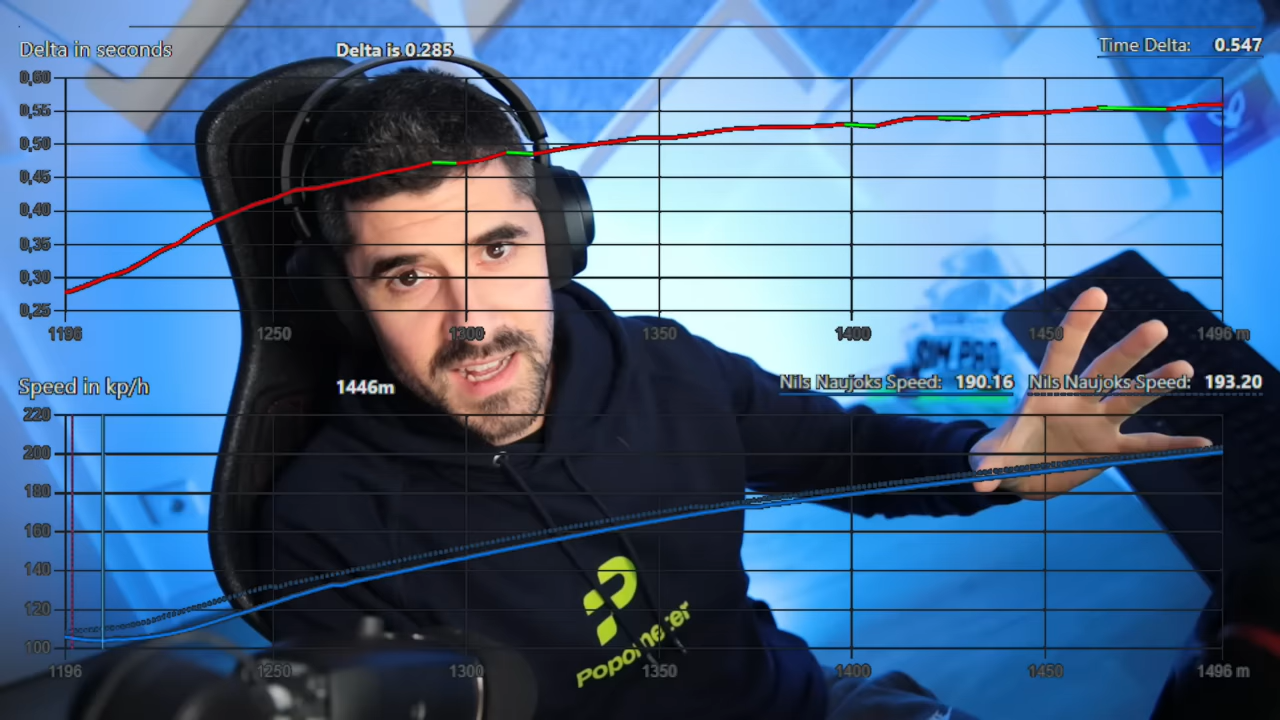 Delta in seconds Delta is 0.285 Time Delta: 0.547
0,60
0,55
0,50
0,45
0,40
0,35
0,30
0,25
1196 1250 1300 1350 1400 1450 1496 m
SIM PRO
Speed in kp/h 1446m Nils Naujoks Speed: 190.16 Nils Naujoks Speed: 193.20
220
200
180
160
140
120
100
Popometer
1196 1250 1300 1350 1400 1450 1496 m